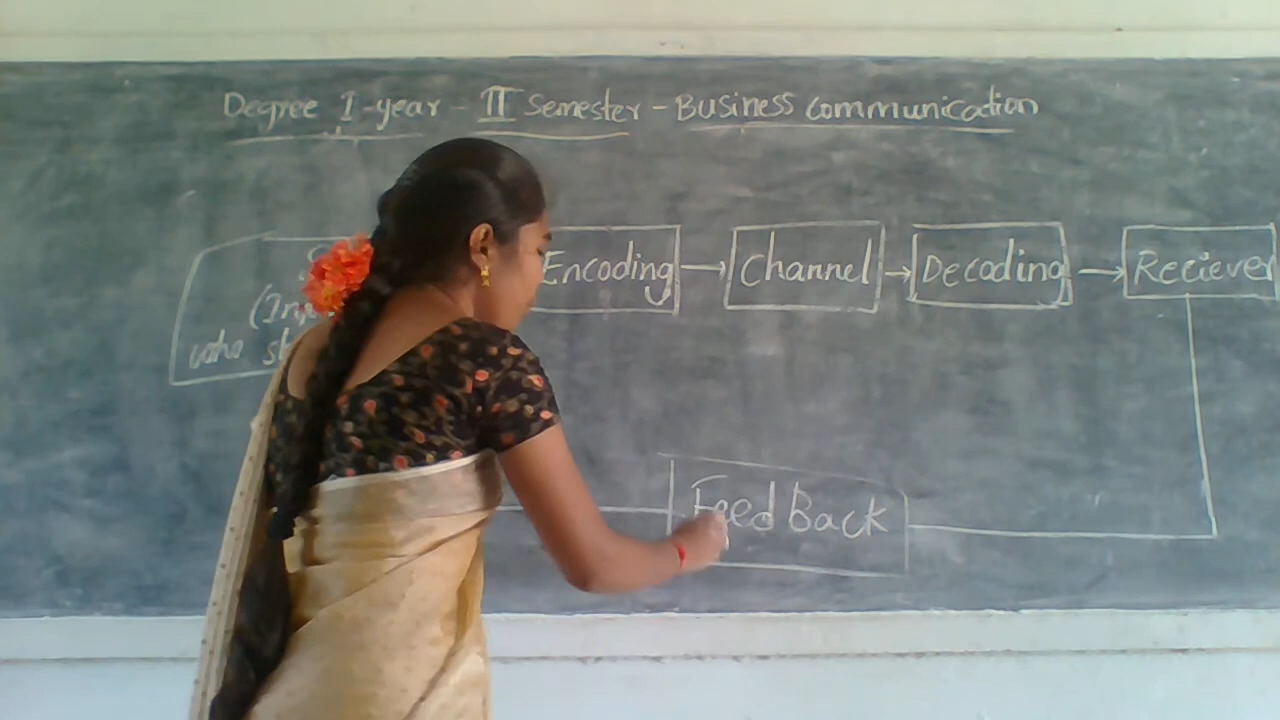 Degree I-year - II Semester - Business communication
Encoding Channel Decoding Reciever
Feed Back